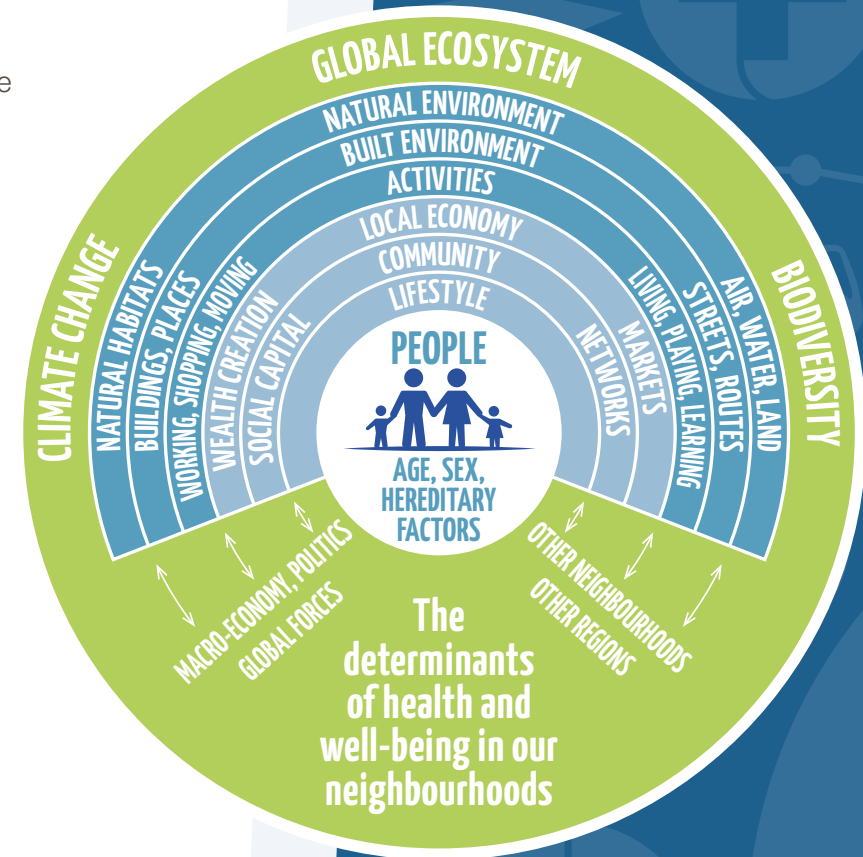 e
GLOBAL ECOSYSTEM
NATURAL ENVIRONMENT
BUILT ENVIRONMENT
ACTIVITIES
LOCAL ECONOMY
COMMUNITY
LIFESTYLE
CLIMATE CHANGE
NATURAL HABITATS
BUILDINGS, PLACES
WORKING, SHOPPING, MOVING
WEALTH CREATION
SOCIAL CAPITAL
NETWORKS
MARKETS
LIVING, PLAYING, LEARNING
STREETS, ROUTES
AIR, WATER, LAND
BIODIVERSITY
PEOPLE
AGE, SEX,
HEREDITARY
FACTORS
MACRO-ECONOMY, POLITICS
GLOBAL FORCES
OTHER NEIGHBOURHOODS
OTHER REGIONS
The
determinants
of health and
well-being in our
neighbourhoods